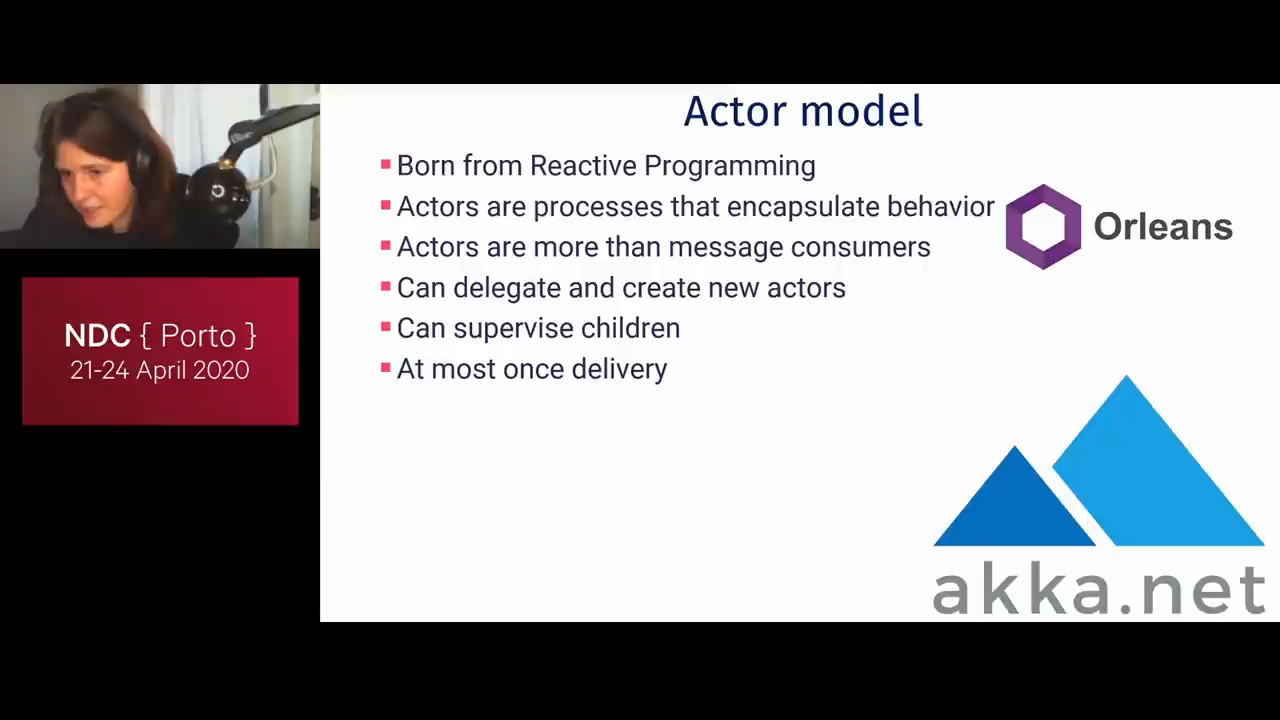 Actor model
Born from Reactive Programming
Actors are processes that encapsulate behavior
Actors are more than message consumers
Can delegate and create new actors
Can supervise children
At most once delivery
Orleans
akka.net
NDC { Porto }
21-24 April 2020